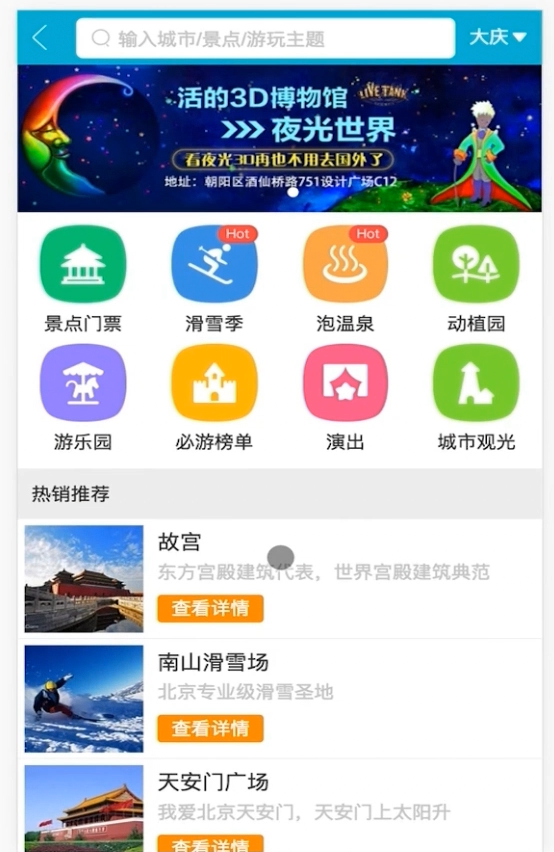 输入城市/景点/游玩主题
大庆
活的3D博物馆
LIVE TANK
>>> 夜光世界
看夜光3D再也不用去国外了
地址：朝阳区酒仙桥路751设计广场C12
Hot
Hot
景点门票
滑雪季
泡温泉
动植园
游乐园
必游榜单
演出
城市观光
热销推荐
故宫
东方宫殿建筑代表，世界宫殿建筑典范
查看详情
南山滑雪场
北京专业级滑雪圣地
查看详情
天安门广场
我爱北京天安门，天安门上太阳升
查看详情